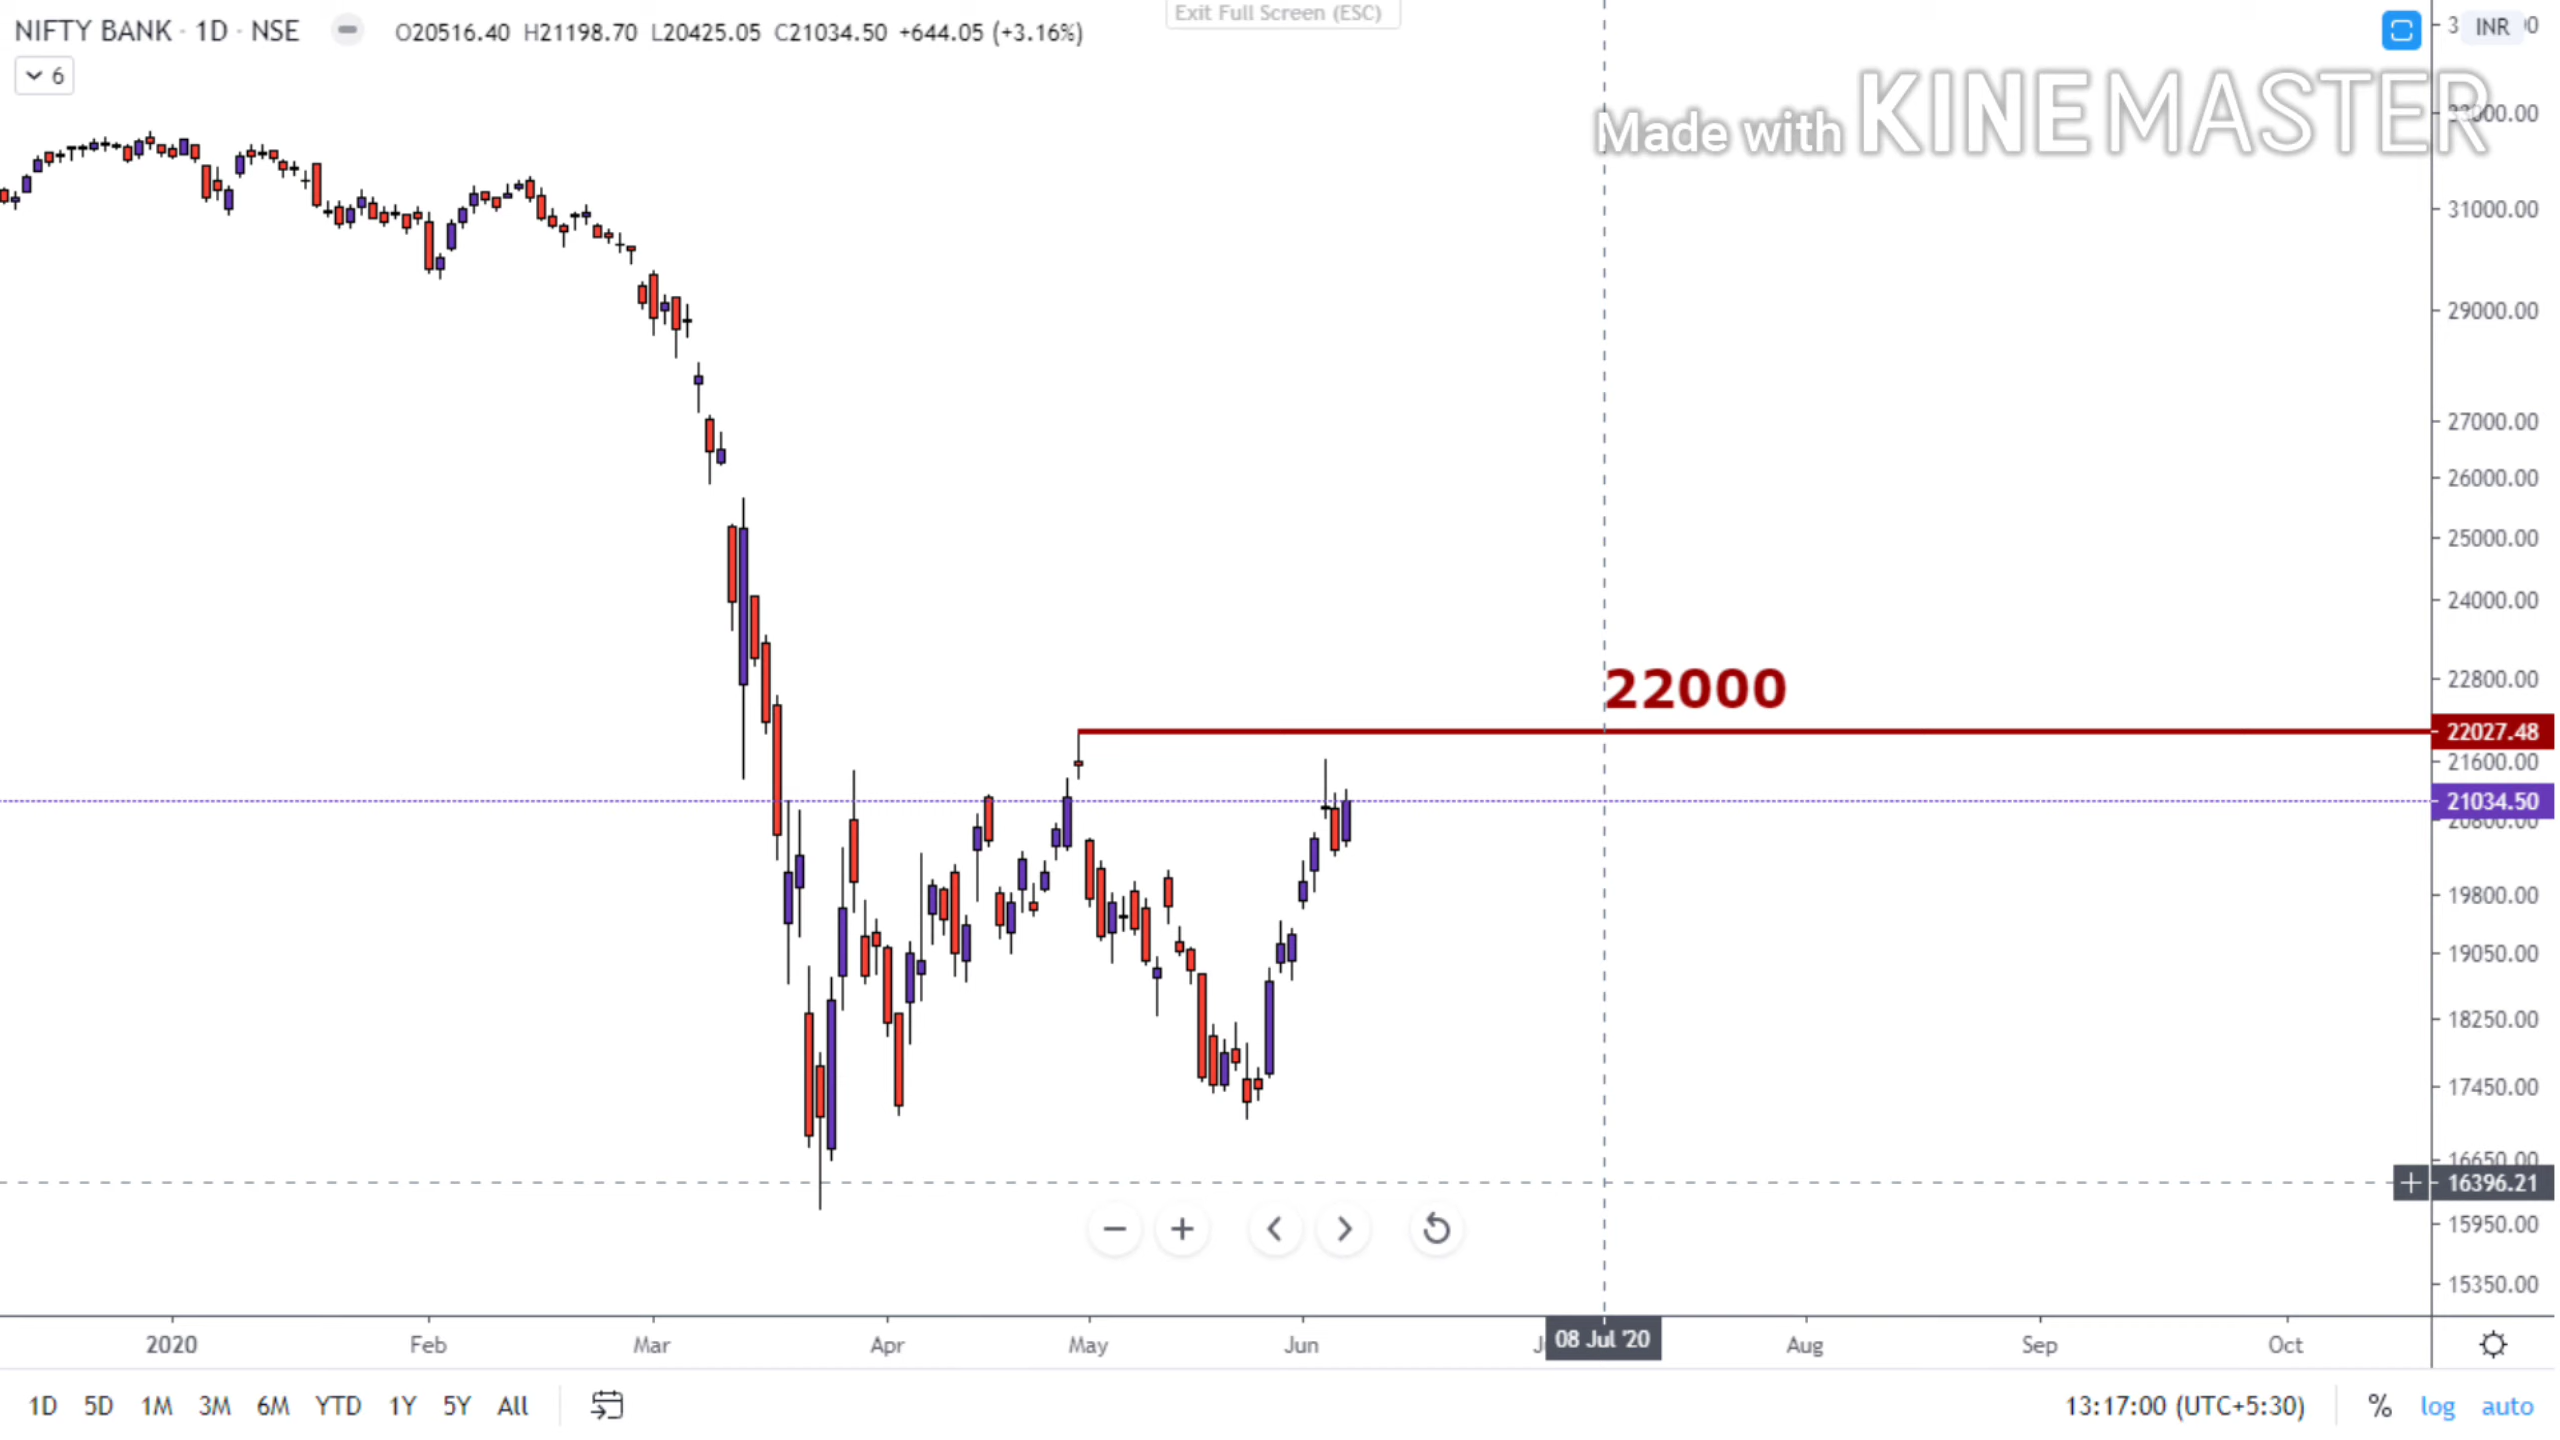 Exit Full Screen (ESC)
NIFTY BANK · 1D · NSE
O20516.40 H21198.70 L20425.05 C21034.50 +644.05 (+3.16%)
INR
6
Made with KINEMASTER
31000.00
29000.00
27000.00
26000.00
25000.00
24000.00
22000
22800.00
22027.48
21600.00
21034.50
20800.00
19800.00
19050.00
18250.00
17450.00
16650.00
16396.21
15950.00
15350.00
2020 Feb Mar Apr May Jun 08 Jul '20 Aug Sep Oct
1D 5D 1M 3M 6M YTD 1Y 5Y All
13:17:00 (UTC+5:30) % log auto